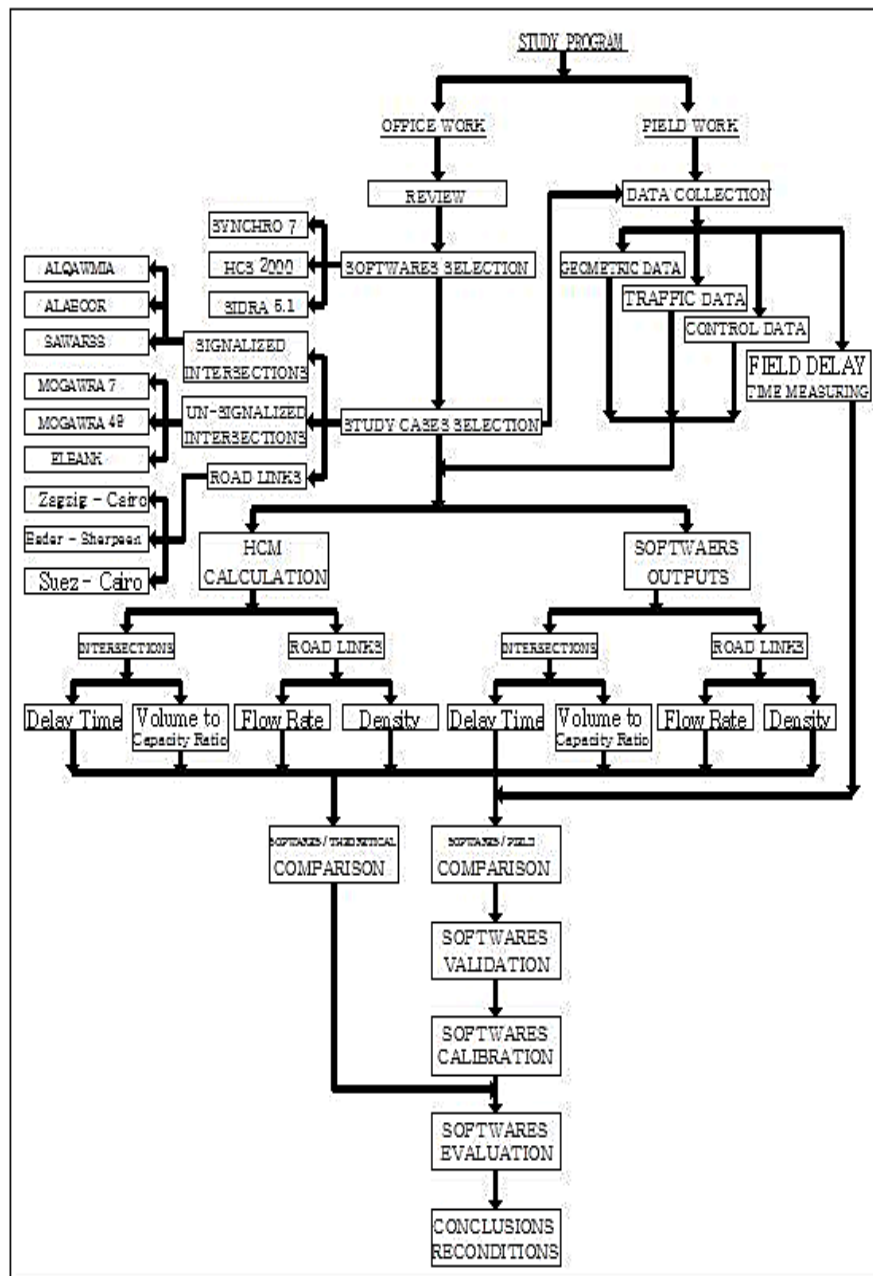 STUDY PROGRAM
OFFICE WORK
FIELD WORK
REVIEW
DATA COLLECTION
SYNCHRO 7
HCS 2000
SIDRA 5.1
SOFTWARES SELECTION
GEOMETRIC DATA
TRAFFIC DATA
CONTROL DATA
FIELD DELAY
TIME MEASURING
ALQAWMIA
ALABOOR
SAWARSS
SIGNALIZED
INTERSECTIONS
MOGAWRA 7
MOGAWRA 49
ELBANK
UN-SIGNALIZED
INTERSECTIONS
STUDY CASES SELECTION
ROAD LINKS
Zagzig - Cairo
Bader - Sherpeen
Suez - Cairo
HCM
CALCULATION
SOFTWAERS
OUTPUTS
INTERSECTIONS
ROAD LINKS
INTERSECTIONS
ROAD LINKS
Delay Time
Volume to
Capacity Ratio
Flow Rate
Density
Delay Time
Volume to
Capacity Ratio
Flow Rate
Density
SOFTWARES / THEORETICAL
COMPARISON
SOFTWARES / FIELD
COMPARISON
SOFTWARES
VALIDATION
SOFTWARES
CALIBRATION
SOFTWARES
EVALUATION
CONCLUSIONS
RECONDITIONS